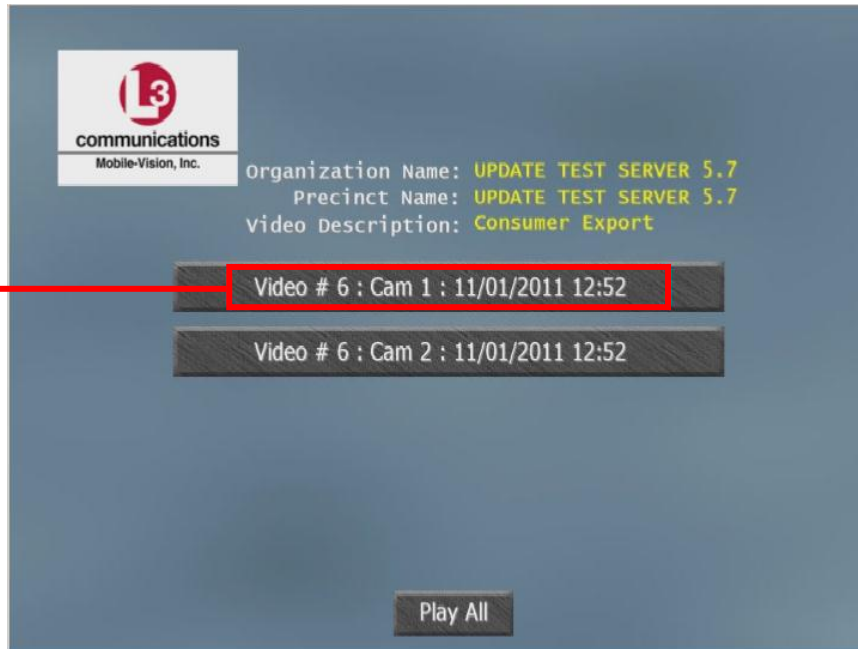 L3
communications
Mobile-Vision, Inc.
Organization Name: UPDATE TEST SERVER 5.7
Precinct Name: UPDATE TEST SERVER 5.7
Video Description: Consumer Export
Video # 6 : Cam 1 : 11/01/2011 12:52
Video # 6 : Cam 2 : 11/01/2011 12:52
Play All